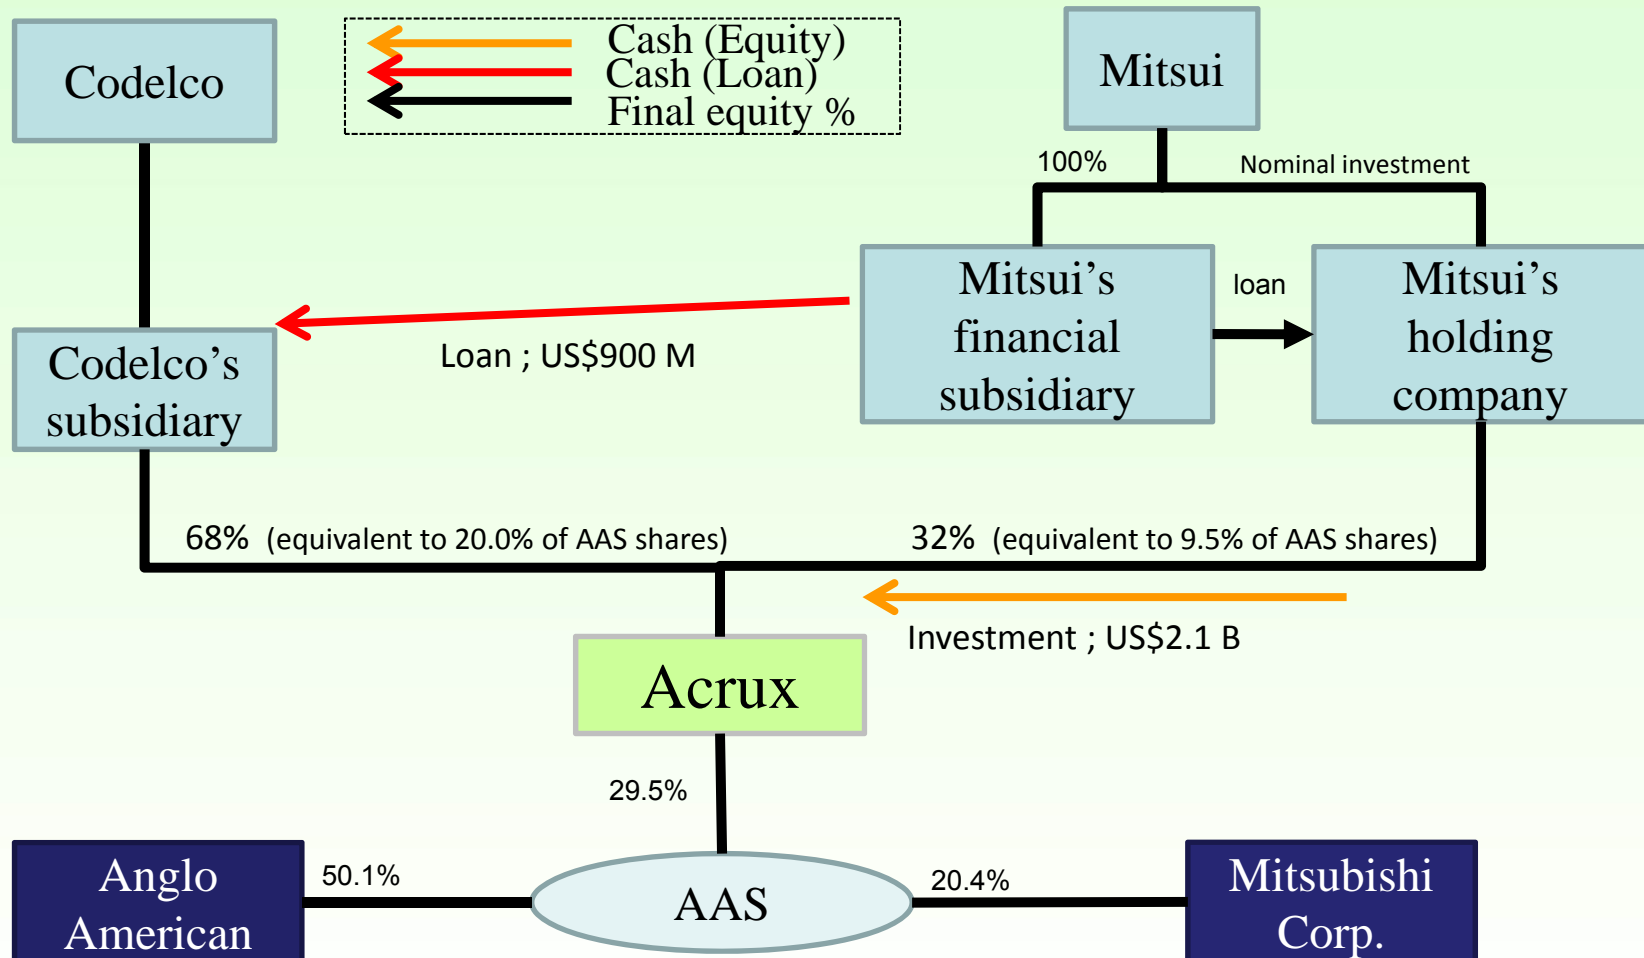 Codelco
Cash (Equity)
Cash (Loan)
Final equity %
Mitsui
100%
Nominal investment
Codelco's
subsidiary
Loan ; US$900 M
Mitsui's
financial
subsidiary
loan
Mitsui's
holding
company
68% (equivalent to 20.0% of AAS shares)
32% (equivalent to 9.5% of AAS shares)
Investment ; US$2.1 B
Acrux
29.5%
Anglo
American
50.1%
AAS
20.4%
Mitsubishi
Corp.